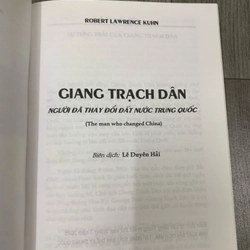 ROBERT LAWRENCE KUHN
GIANG TRẠCH DÂN
NGƯỜI ĐÃ THAY ĐỔI ĐẤT NƯỚC TRUNG QUỐC
(The man who changed China)
Biên dịch: Lê Duyên Hải